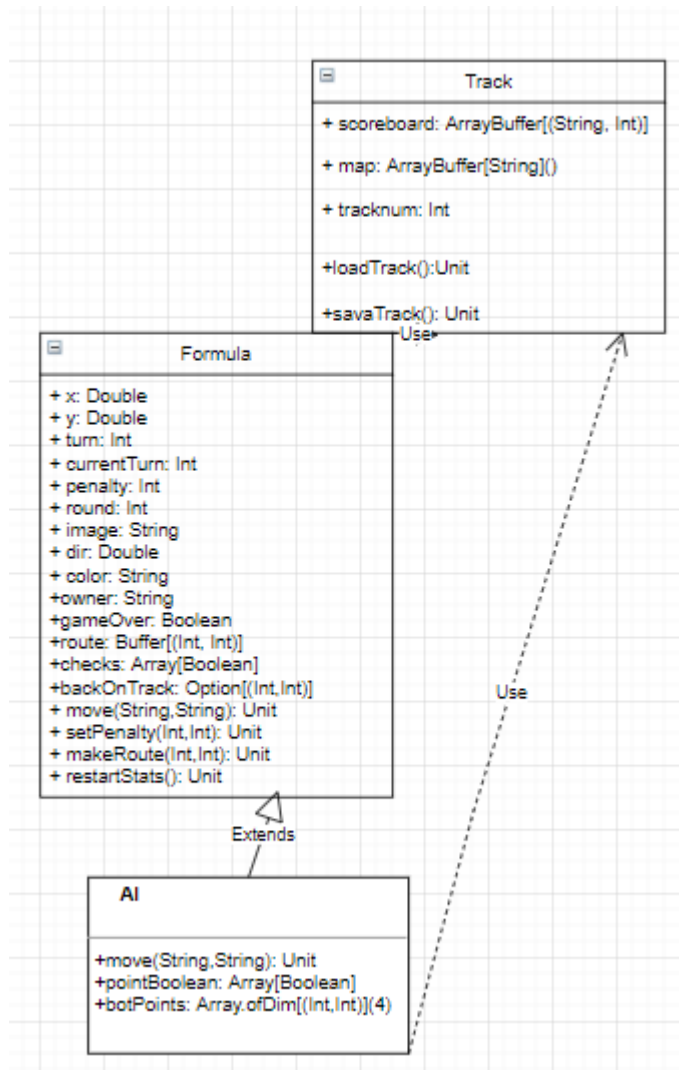 Track
+ scoreboard: ArrayBuffer[(String, Int)]
+ map: ArrayBuffer[String]()
+ tracknum: Int
+loadTrack():Unit
+savaTrack(): Unit
Use
Formula
+ x: Double
+ y: Double
+ turn: Int
+ currentTurn: Int
+ penalty: Int
+ round: Int
+ image: String
+ dir: Double
+ color: String
+owner: String
+gameOver: Boolean
+route: Buffer[(Int, Int)]
+checks: Array[Boolean]
+backOnTrack: Option[(Int,Int)]
+ move(String,String): Unit
+ setPenalty(Int,Int): Unit
+ makeRoute(Int,Int): Unit
+ restartStats(): Unit
Use
Extends
AI
+move(String,String): Unit
+pointBoolean: Array[Boolean]
+botPoints: Array.ofDim[(Int,Int)](4)